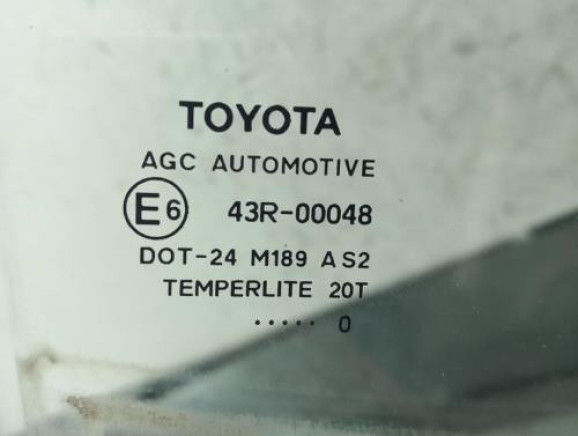 TOYOTA
AGC AUTOMOTIVE
E6 43R-00048
DOT-24 M189 AS2
TEMPERLITE 20T
..... 0